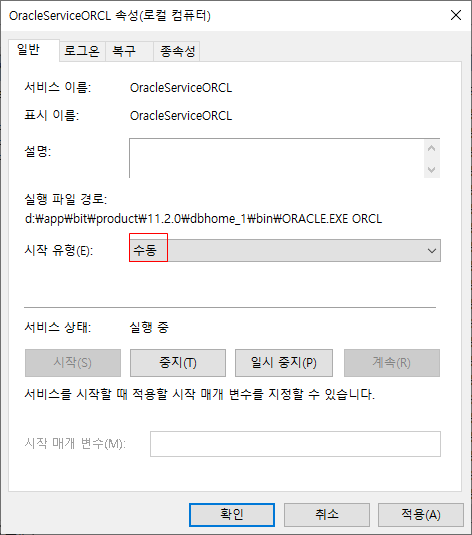 OracleServiceORCL 속성(로컬 컴퓨터)
일반 로그온 복구 종속성
서비스 이름: OracleServiceORCL
표시 이름: OracleServiceORCL
설명:
실행 파일 경로:
d:₩app₩bit₩product₩11.2.0₩dbhome_1₩bin₩ORACLE.EXE ORCL
시작 유형(E): 수동
서비스 상태: 실행 중
시작(S) 중지(T) 일시 중지(P) 계속(R)
서비스를 시작할 때 적용할 시작 매개 변수를 지정할 수 있습니다.
시작 매개 변수(M):
확인 취소 적용(A)